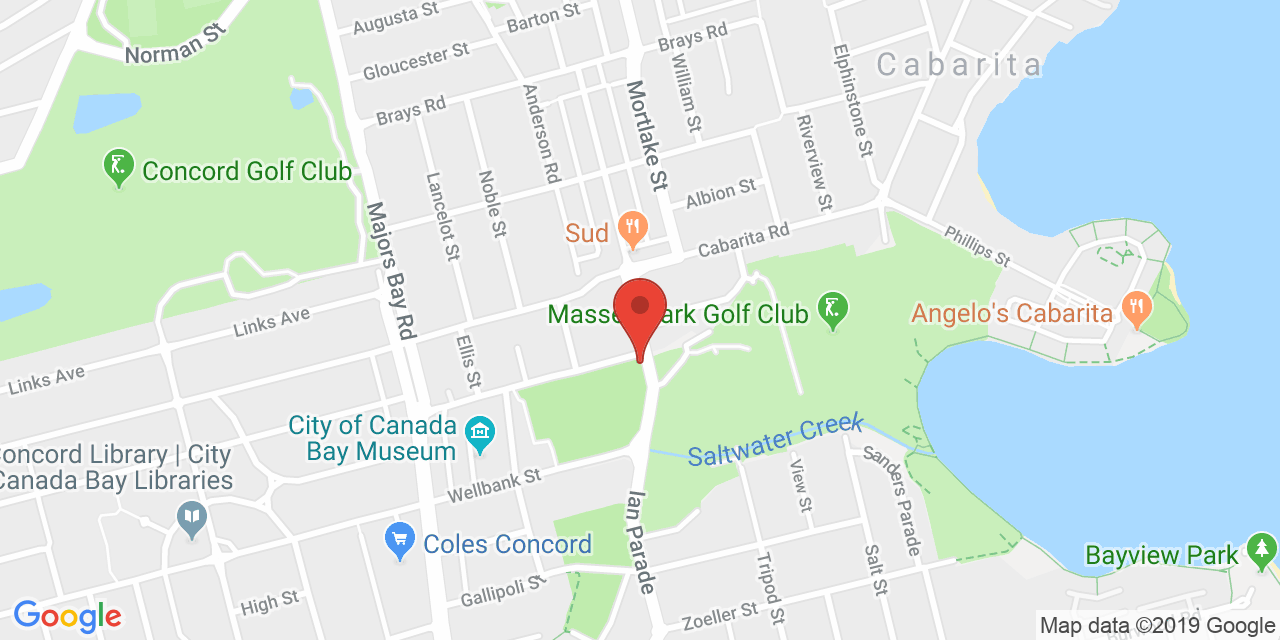 Augusta St
Barton St
Norman St
Gloucester St
Brays Rd
William St
Elphinstone St
Cabarita
Brays Rd
Anderson Rd
Mortlake St
Riverview St
Concord Golf Club
Lancelot St
Noble St
Albion St
Majors Bay Rd
Sud
Cabarita Rd
Phillips St
Links Ave
Park Golf Club
Angelo's Cabarita
Links Ave
Ellis St
City of Canada
Bay Museum
Saltwater Creek
Concord Library | City
Canada Bay Libraries
Wellbank St
View St
Sanders Parade
Ian Parade
Coles Concord
Bayview Park
Gallipoli St
High St
Tripod St
Salt St
Zoeller St
Google
Map data ©2019 Google